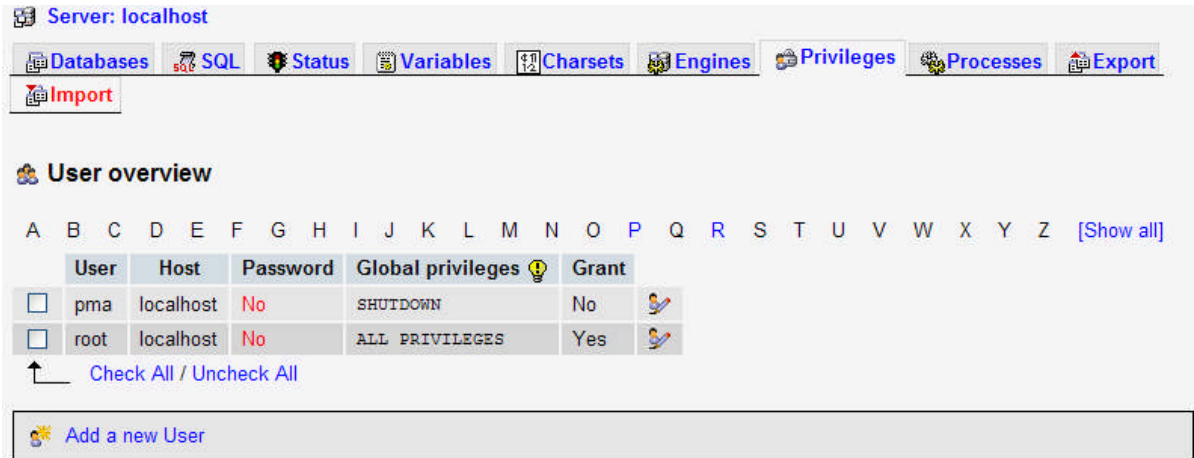 Server: localhost
Databases SQL Status Variables Charsets Engines Privileges Processes Export
Import
User overview
A B C D E F G H I J K L M N O P Q R S T U V W X Y Z [Show all]
User Host Password Global privileges Grant
pma localhost No SHUTDOWN No
root localhost No ALL PRIVILEGES Yes
Check All / Uncheck All
Add a new User